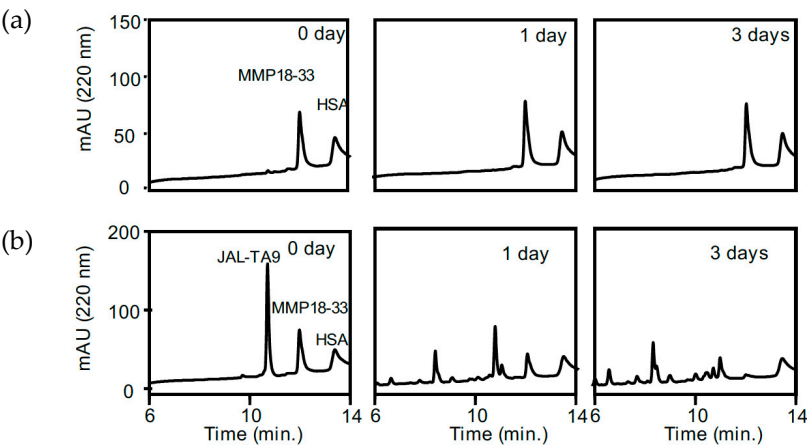 (a)
150
100
50
0
mAU (220 nm)
0 day
MMP18-33
HSA
1 day
3 days
(b)
200
100
0
mAU (220 nm)
JAL-TA9
0 day
MMP18-33
HSA
1 day
3 days
6 10 14 6 10 14 6 10 14
Time (min.) Time (min.) Time (min.)